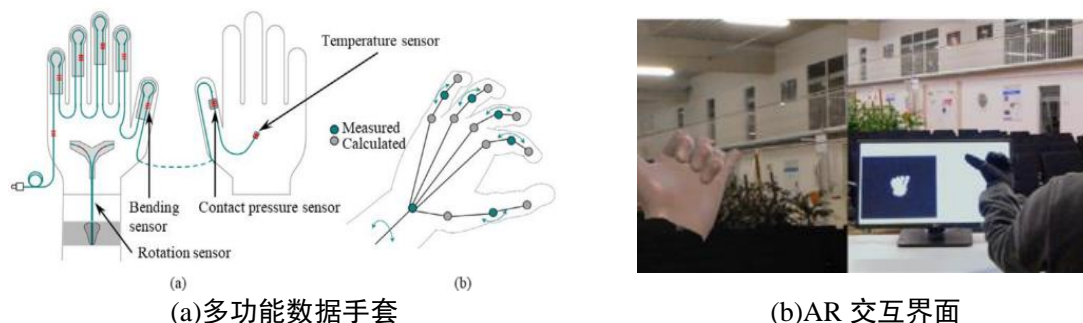 Temperature sensor
Measured
Calculated
Bending
sensor
Contact pressure sensor
Rotation sensor
(a)
(b)
(a)多功能数据手套
(b)AR 交互界面